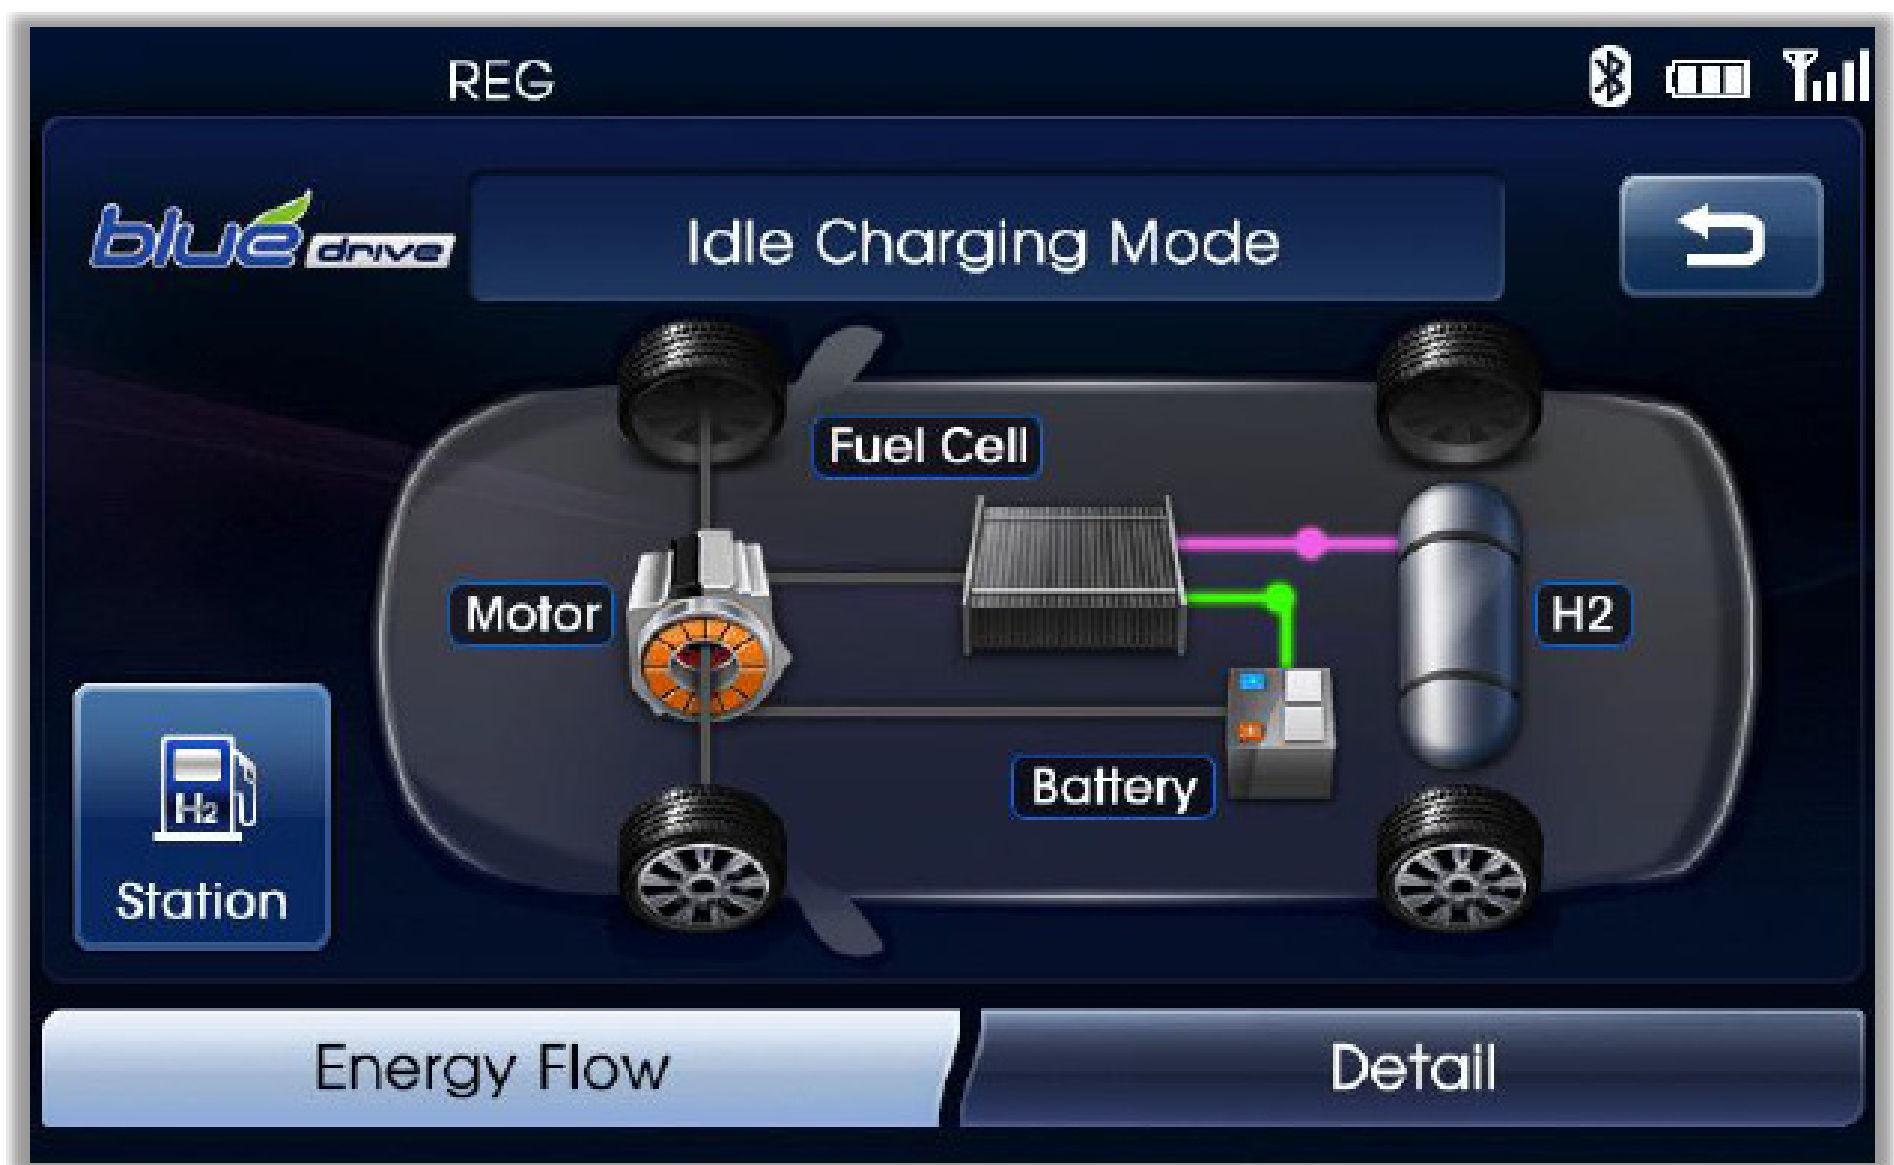 REG
blue drive
Idle Charging Mode
Fuel Cell
Motor
H2
Battery
H2
Station
Energy Flow
Detail